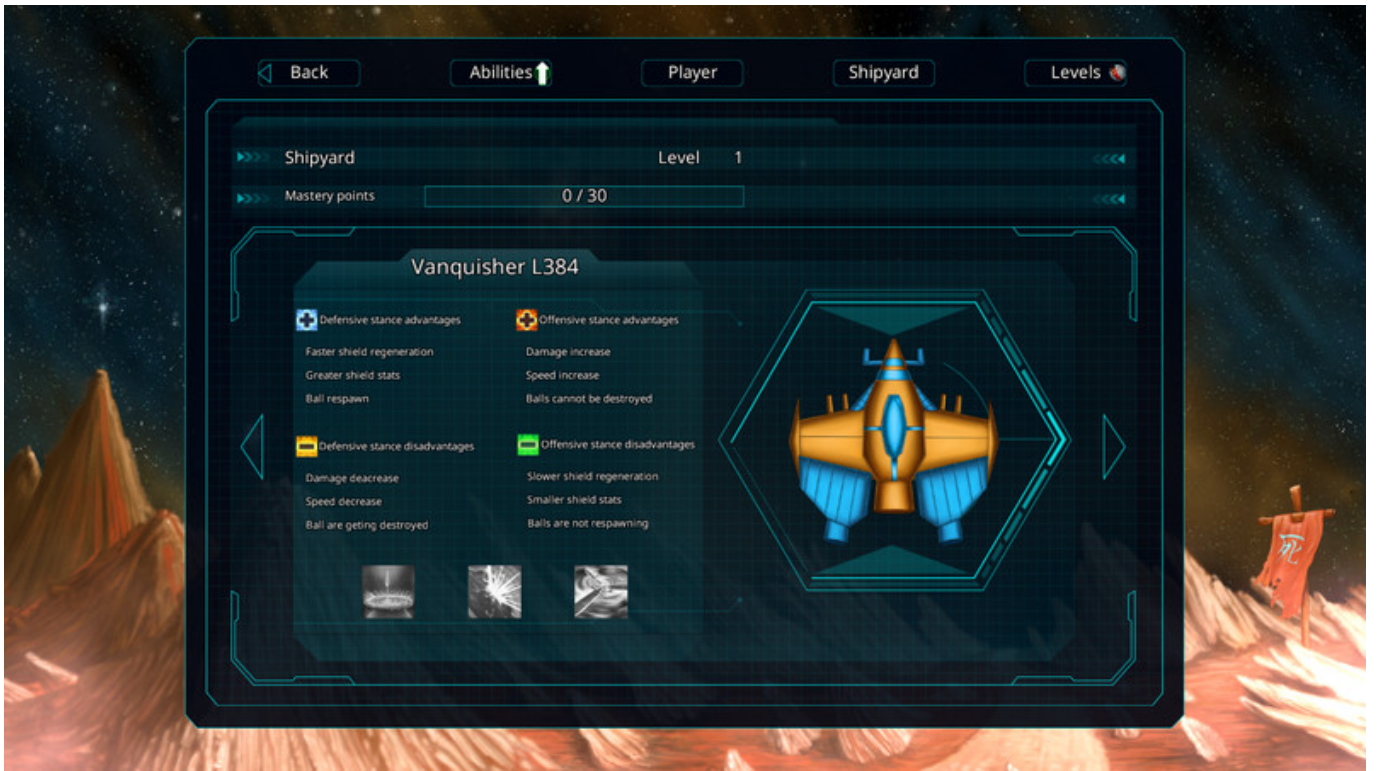 Back Abilities Player Shipyard Levels
Shipyard Level 1
Mastery points 0 / 30
Vanquisher L384
Defensive stance advantages
Faster shield regeneration
Greater shield stats
Ball respawn
Offensive stance advantages
Damage increase
Speed increase
Balls cannot be destroyed
Defensive stance disadvantages
Damage deacrease
Speed decrease
Ball are geting destroyed
Offensive stance disadvantages
Slower shield regeneration
Smaller shield stats
Balls are not respawning
死